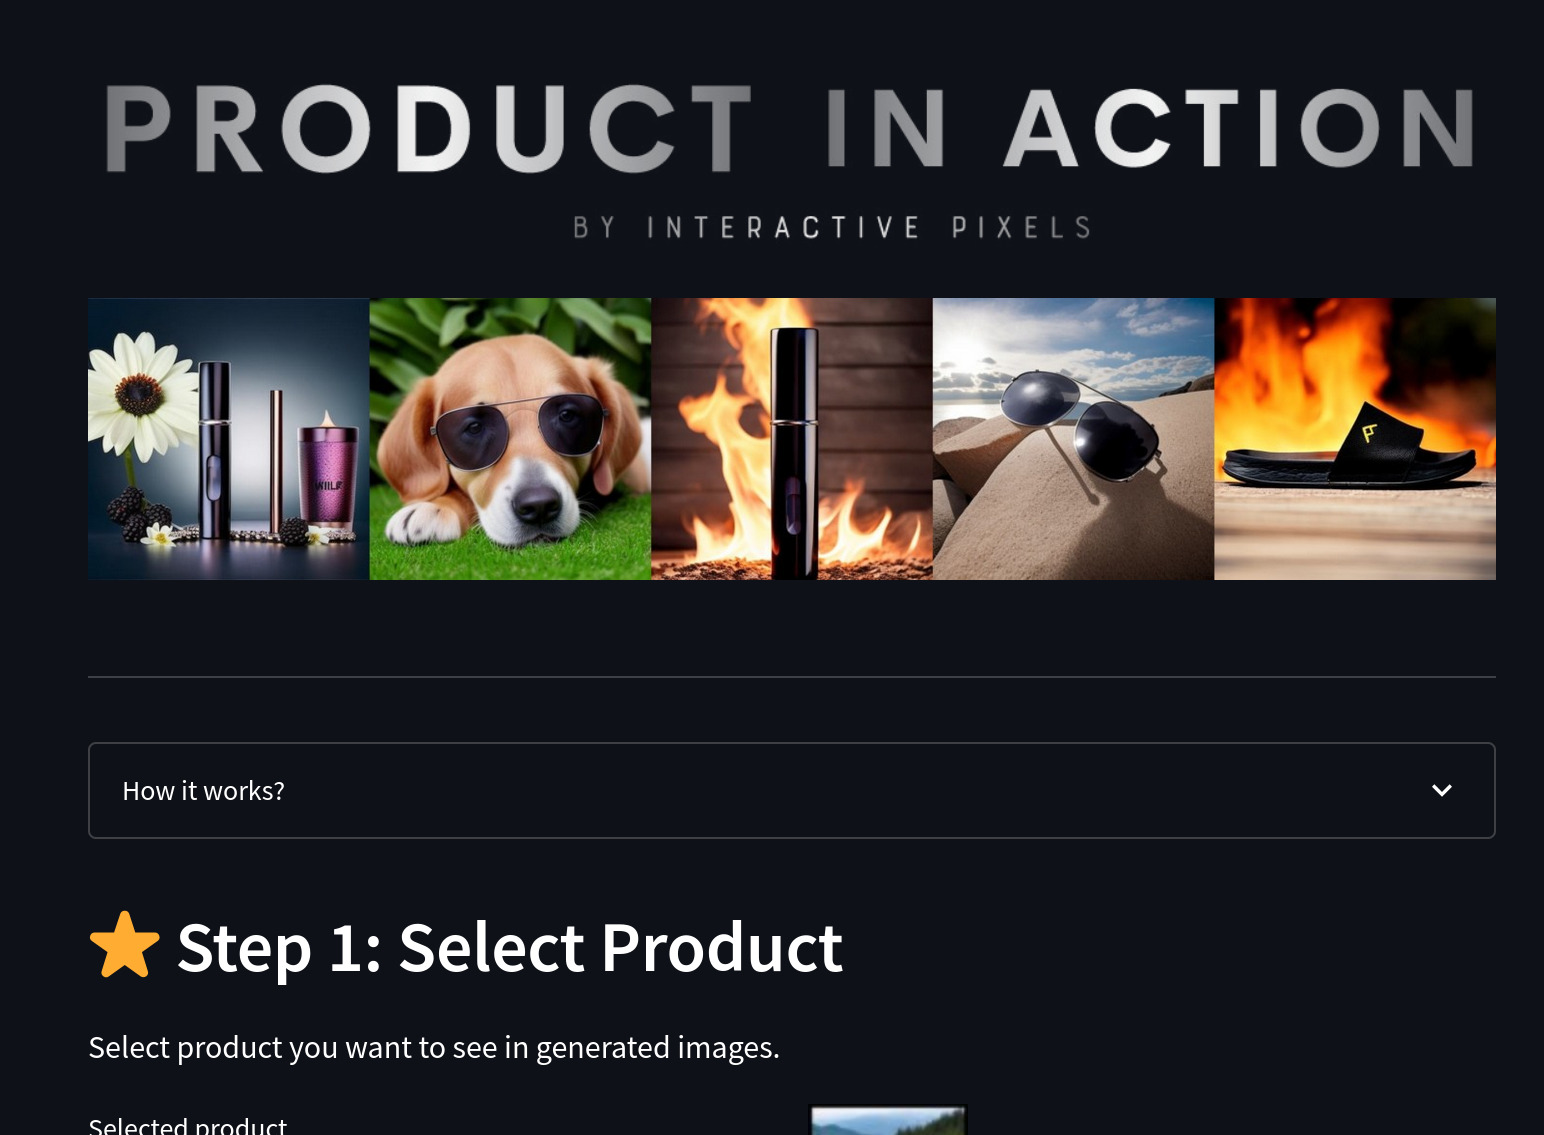 PRODUCT IN ACTION
BY INTERACTIVE PIXELS
How it works?
Step 1: Select Product
Select product you want to see in generated images.
Selected product